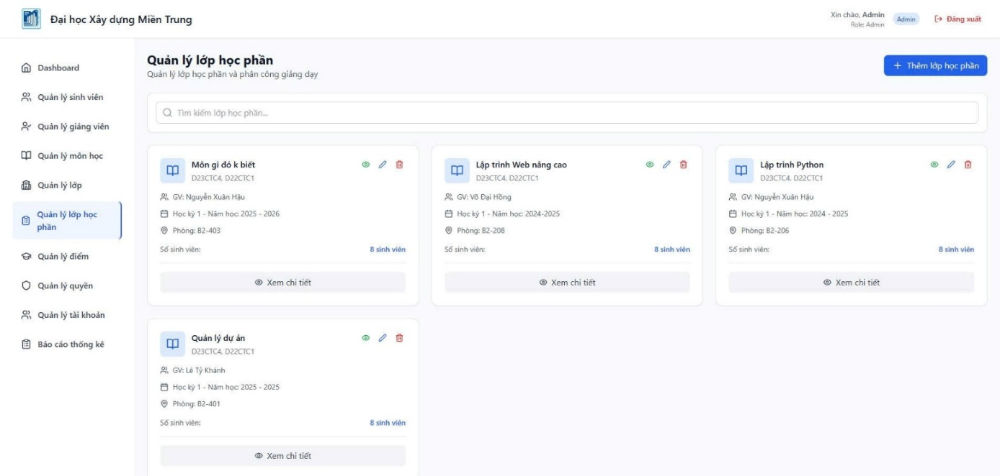 Đại học Xây dựng Miền Trung
Xin chào, Admin
Role: Admin
Admin
Đăng xuất
Dashboard
Quản lý sinh viên
Quản lý giảng viên
Quản lý môn học
Quản lý lớp
Quản lý lớp học
phần
Quản lý điểm
Quản lý quyền
Quản lý tài khoản
Báo cáo thống kê
Quản lý lớp học phần
Quản lý lớp học phần và phân công giảng dạy
+ Thêm lớp học phần
Tìm kiếm lớp học phần...
Môn gì đó k biết
D23CTC4, D22CTC1
GV: Nguyễn Xuân Hậu
Học kỳ 1 - Năm học: 2025 - 2026
Phòng: B2-403
Số sinh viên: 8 sinh viên
Xem chi tiết
Lập trình Web nâng cao
D23CTC4, D22CTC1
GV: Võ Đại Hồng
Học kỳ 1 - Năm học: 2024-2025
Phòng: B2-208
Số sinh viên: 8 sinh viên
Xem chi tiết
Lập trình Python
D23CTC4, D22CTC1
GV: Nguyễn Xuân Hậu
Học kỳ 1 - Năm học: 2024 - 2025
Phòng: B2-206
Số sinh viên: 8 sinh viên
Xem chi tiết
Quản lý dự án
D23CTC4, D22CTC1
GV: Lê Tỷ Khánh
Học kỳ 1 - Năm học: 2025 - 2025
Phòng: B2-401
Số sinh viên: 8 sinh viên
Xem chi tiết